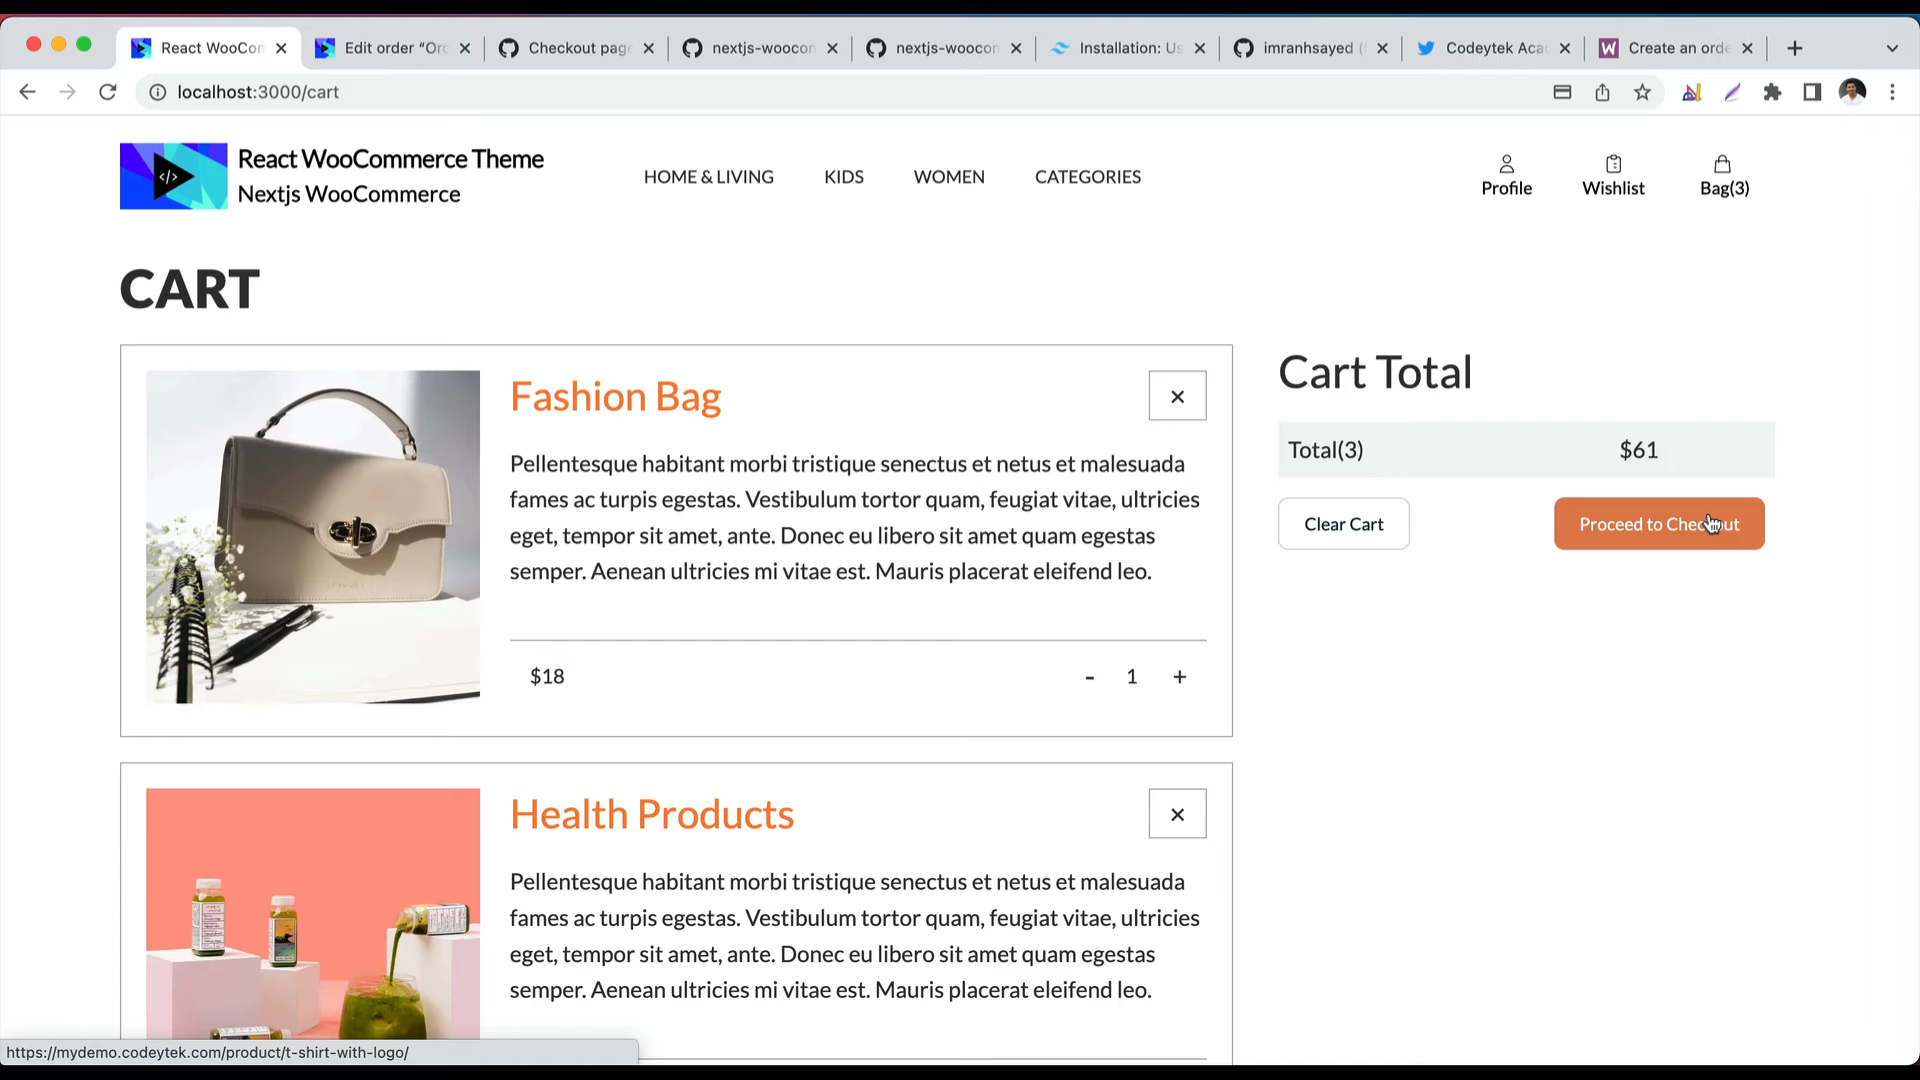 React WooCon
Edit order “Orc
Checkout page
nextjs-woocon
nextjs-woocon
Installation: Us
imranhsayed (
Codeytek Aca
Create an orde
localhost:3000/cart
React WooCommerce Theme
Nextjs WooCommerce
HOME & LIVING
KIDS
WOMEN
CATEGORIES
Profile
Wishlist
Bag(3)
CART
Fashion Bag
Pellentesque habitant morbi tristique senectus et netus et malesuada
fames ac turpis egestas. Vestibulum tortor quam, feugiat vitae, ultricies
eget, tempor sit amet, ante. Donec eu libero sit amet quam egestas
semper. Aenean ultricies mi vitae est. Mauris placerat eleifend leo.
$18
- 1 +
Cart Total
Total(3) $61
Clear Cart
Proceed to Checkout
Health Products
Pellentesque habitant morbi tristique senectus et netus et malesuada
fames ac turpis egestas. Vestibulum tortor quam, feugiat vitae, ultricies
eget, tempor sit amet, ante. Donec eu libero sit amet quam egestas
semper. Aenean ultricies mi vitae est. Mauris placerat eleifend leo.
https://mydemo.codeytek.com/product/t-shirt-with-logo/